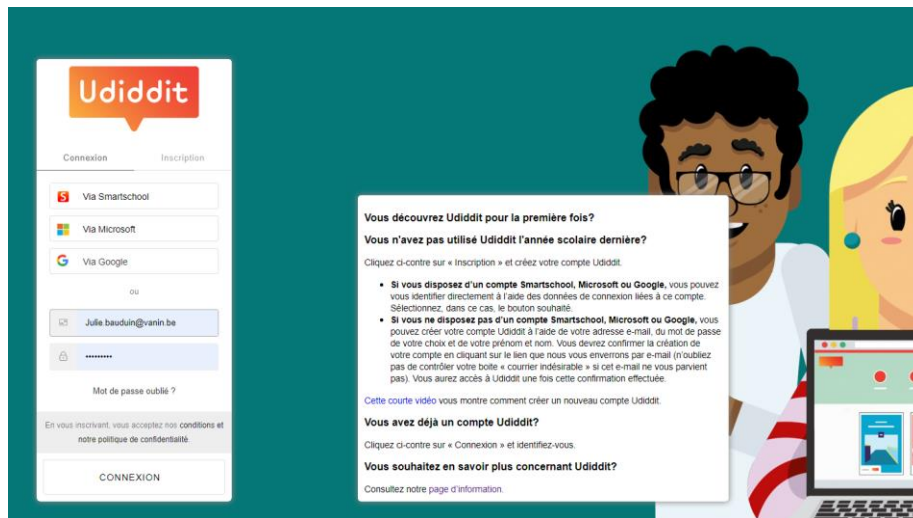 Udiddit
Connexion Inscription
Via Smartschool
Via Microsoft
Via Google
ou
Julie.bauduin@vanin.be
•••••••••
Mot de passe oublié ?
En vous inscrivant, vous acceptez nos conditions et
notre politique de confidentialité.
CONNEXION
Vous découvrez Udiddit pour la première fois?
Vous n'avez pas utilisé Udiddit l'année scolaire dernière?
Cliquez ci-contre sur « Inscription » et créez votre compte Udiddit.
• Si vous disposez d'un compte Smartschool, Microsoft ou Google, vous pouvez
vous identifier directement à l'aide des données de connexion liées à ce compte.
Sélectionnez, dans ce cas, le bouton souhaité.
• Si vous ne disposez pas d'un compte Smartschool, Microsoft ou Google, vous
pouvez créer votre compte Udiddit à l'aide de votre adresse e-mail, du mot de passe
de votre choix et de votre prénom et nom. Vous devrez confirmer la création de
votre compte en cliquant sur le lien que nous vous enverrons par e-mail (n'oubliez
pas de contrôler votre boite « courrier indésirable » si cet e-mail ne vous parvient
pas). Vous aurez accès à Udiddit une fois cette confirmation effectuée.
Cette courte vidéo vous montre comment créer un nouveau compte Udiddit.
Vous avez déjà un compte Udiddit?
Cliquez ci-contre sur « Connexion » et identifiez-vous.
Vous souhaitez en savoir plus concernant Udiddit?
Consultez notre page d'information.